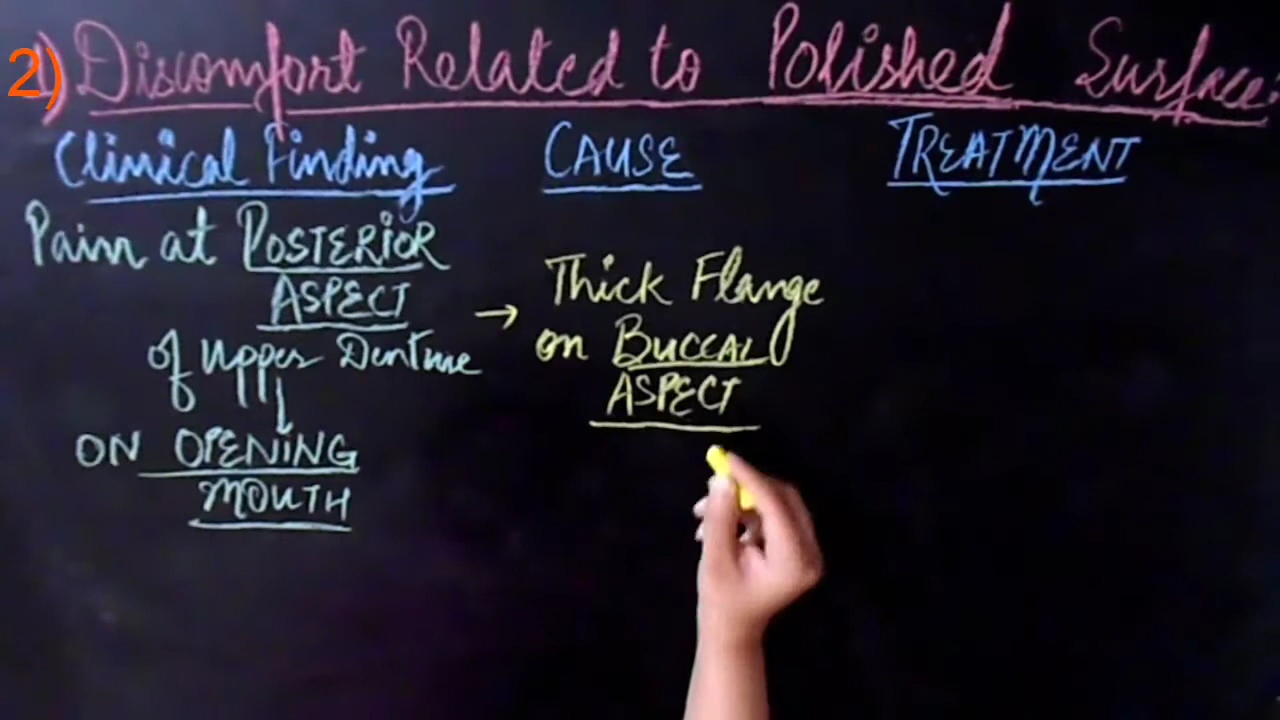 2) 1) Discomfort Related to Polished Surface:
Clinical Finding CAUSE TREATMENT
Pain at POSTERIOR
ASPECT
of Upper Denture
ON OPENING
MOUTH
→ Thick Flange
on BUCCAL
ASPECT